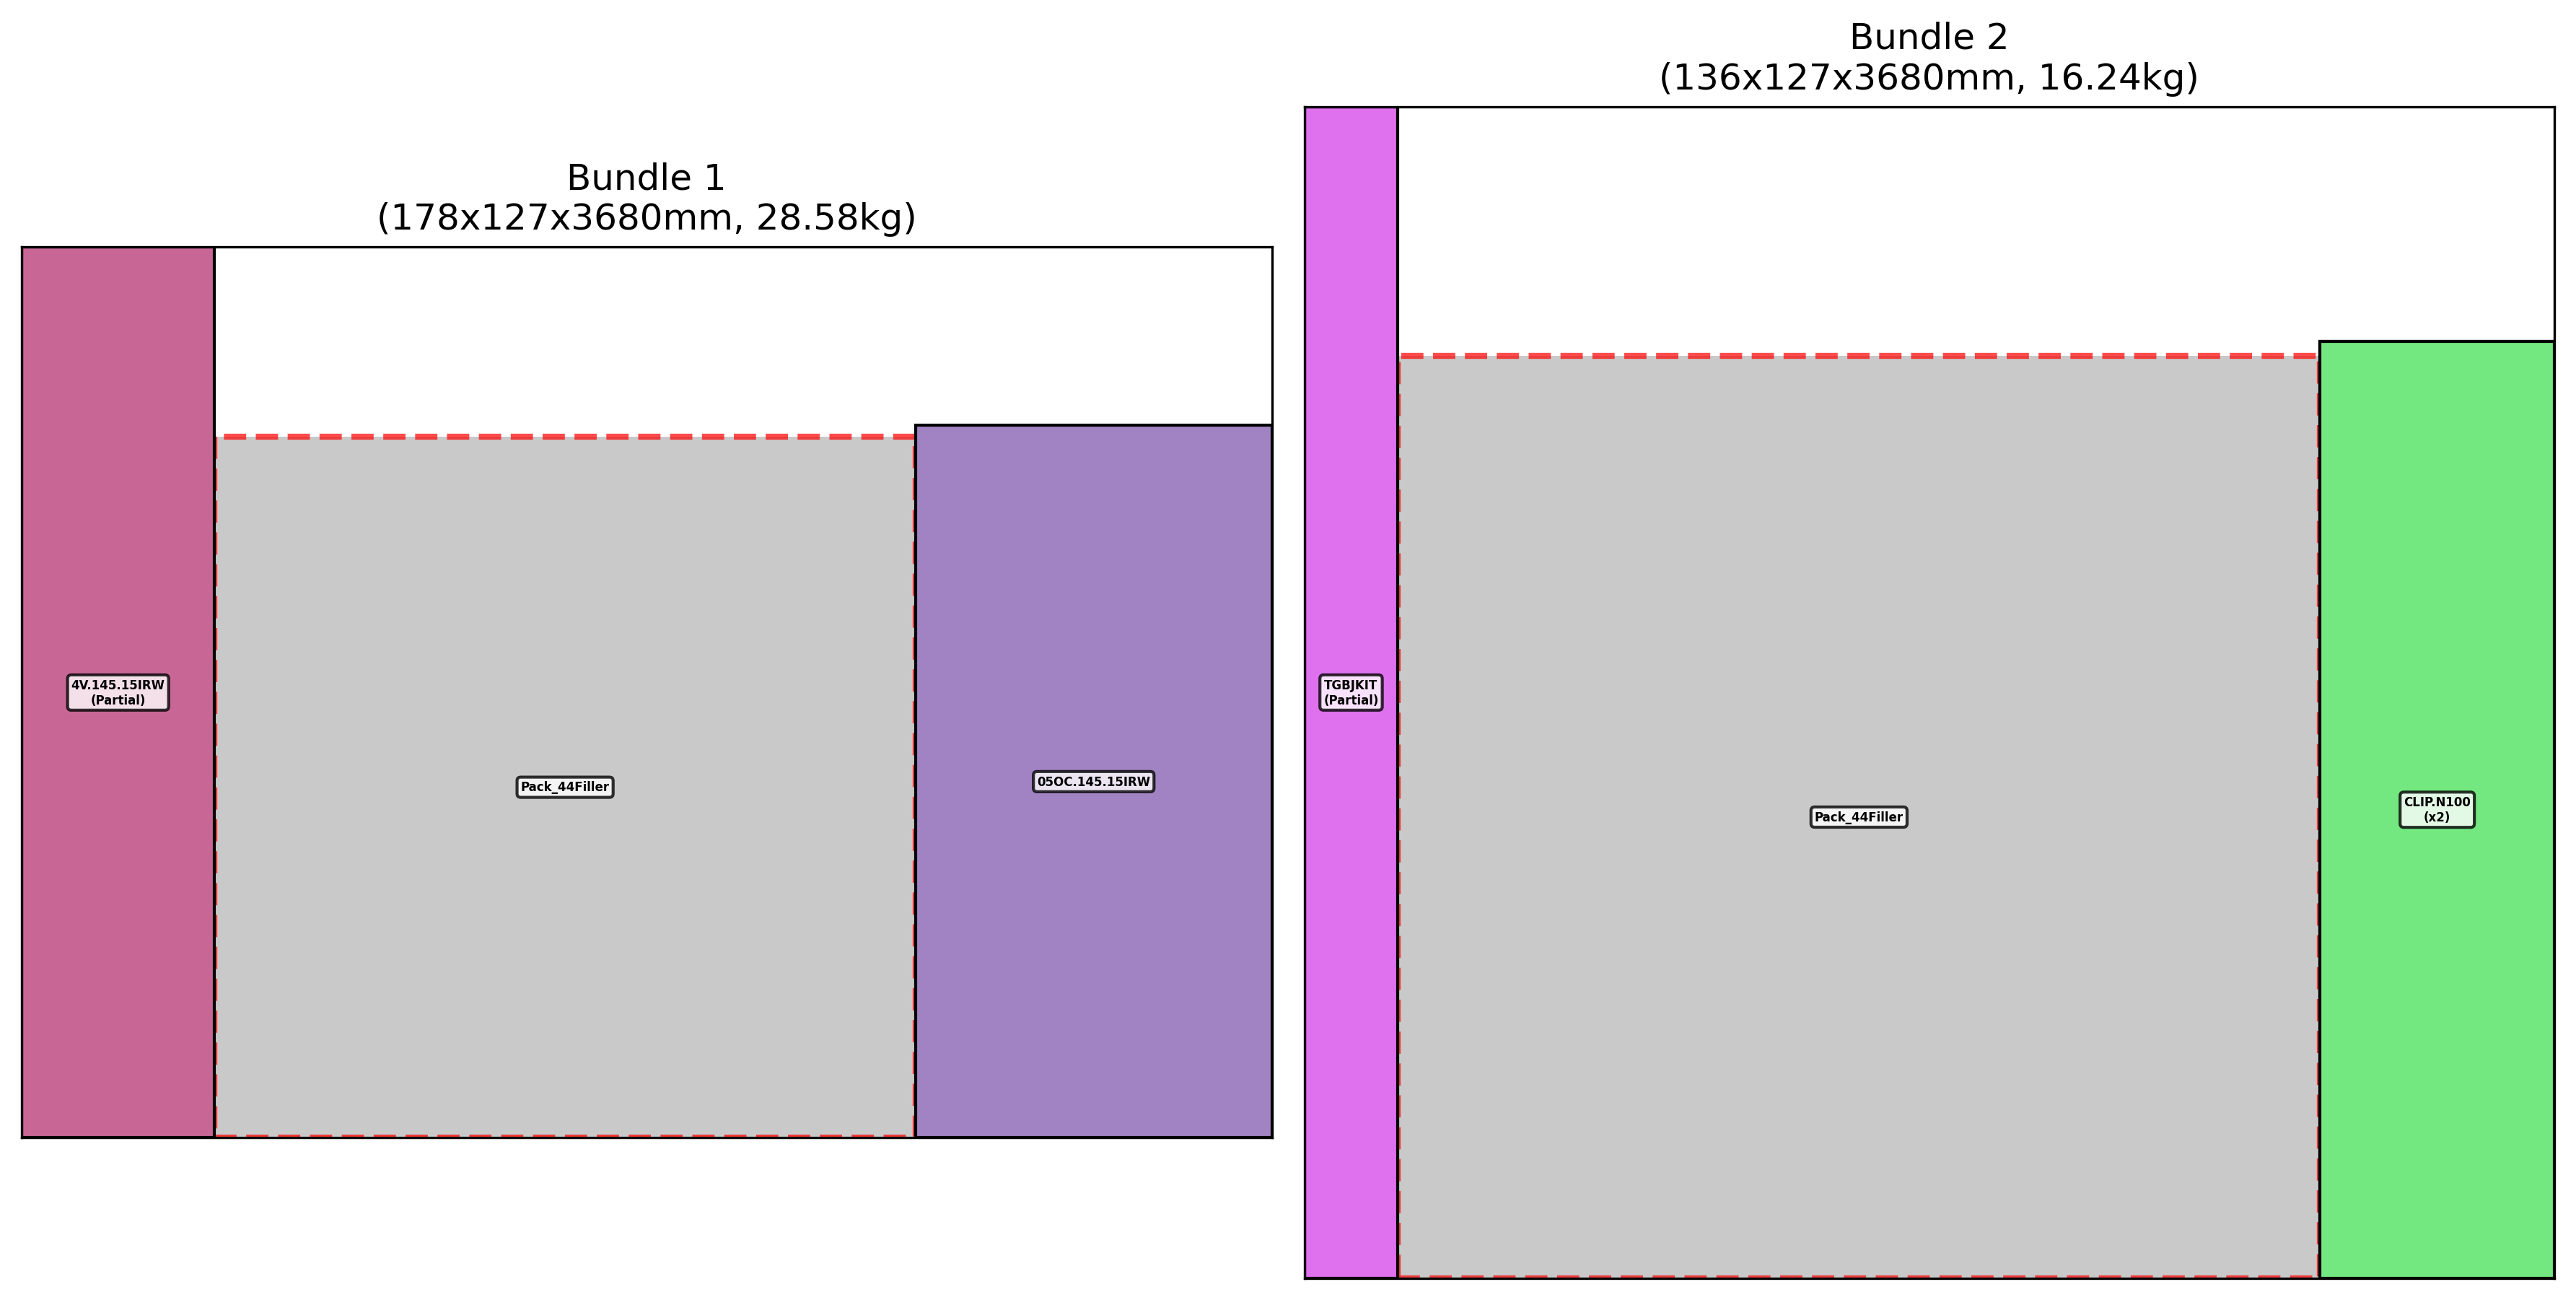 Bundle 1
(178x127x3680mm, 28.58kg)
4V.145.15IRW
(Partial)
Pack_44Filler
05OC.145.15IRW
Bundle 2
(136x127x3680mm, 16.24kg)
TGBJKIT
(Partial)
Pack_44Filler
CLIP.N100
(x2)